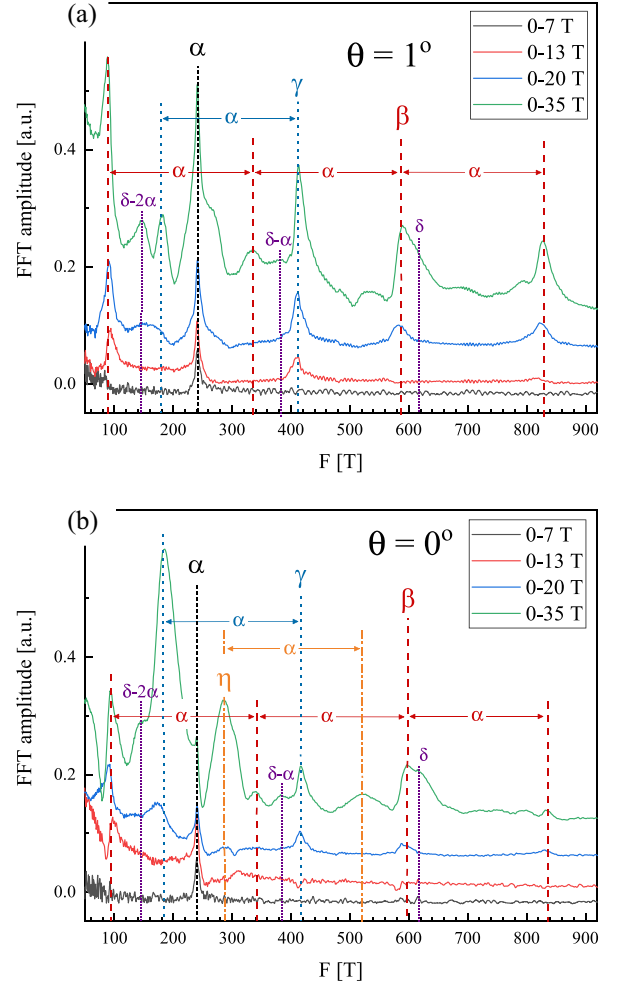 (a)
θ = 1°
0-7 T
0-13 T
0-20 T
0-35 T
α
γ
α
β
α
α
α
δ-2α
δ-α
δ
0.4
0.2
0.0
FFT amplitude [a.u.]
100 200 300 400 500 600 700 800 900
F [T]
(b)
θ = 0°
0-7 T
0-13 T
0-20 T
0-35 T
α
γ
β
α
α
η
δ-2α
α
α
α
δ-α
δ
0.4
0.2
0.0
FFT amplitude [a.u.]
100 200 300 400 500 600 700 800 900
F [T]